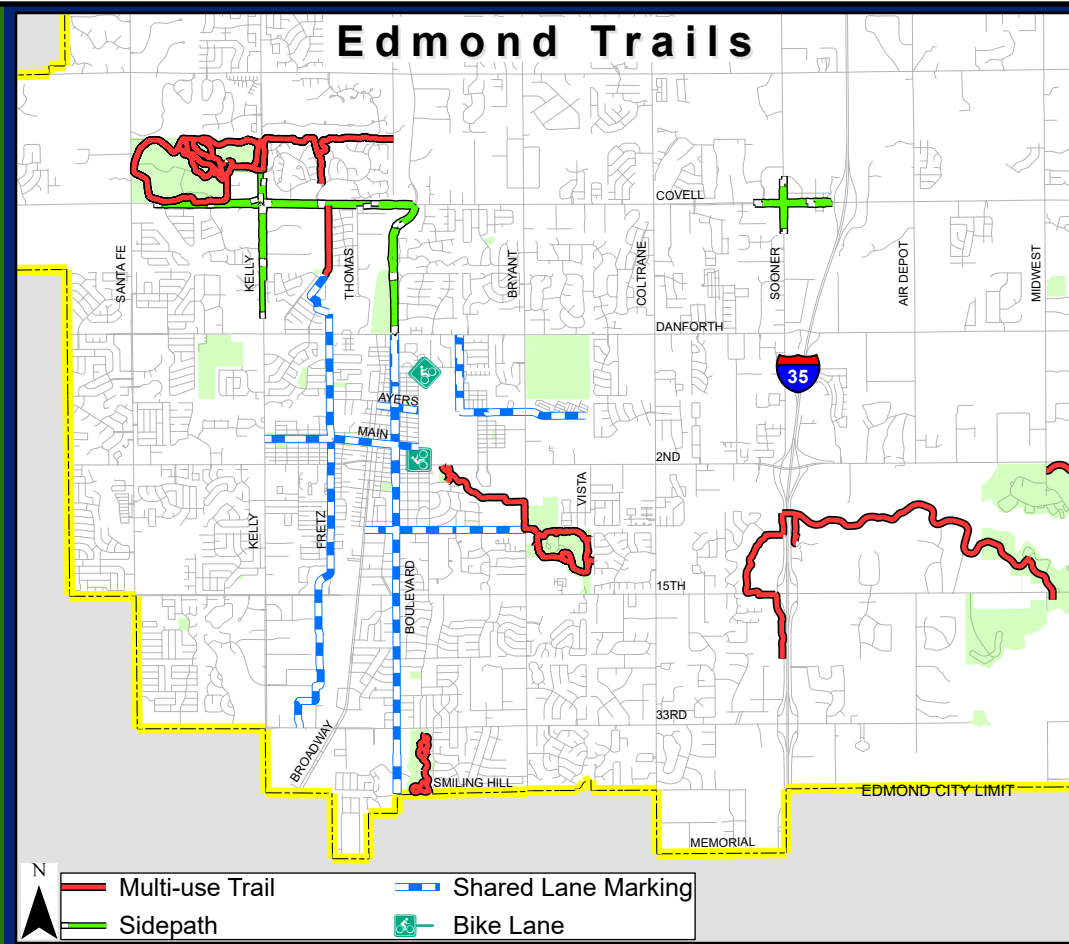 Edmond Trails
COVELL
SANTA FE
KELLY
THOMAS
BRYANT
COLTRANE
SOONER
AIR DEPOT
MIDWEST
DANFORTH
35
AYERS
MAIN
2ND
VISTA
KELLY
FRETZ
BOULEVARD
15TH
33RD
BROADWAY
SMILING HILL
EDMOND CITY LIMIT
MEMORIAL
N
Multi-use Trail
Shared Lane Marking
Sidepath
Bike Lane